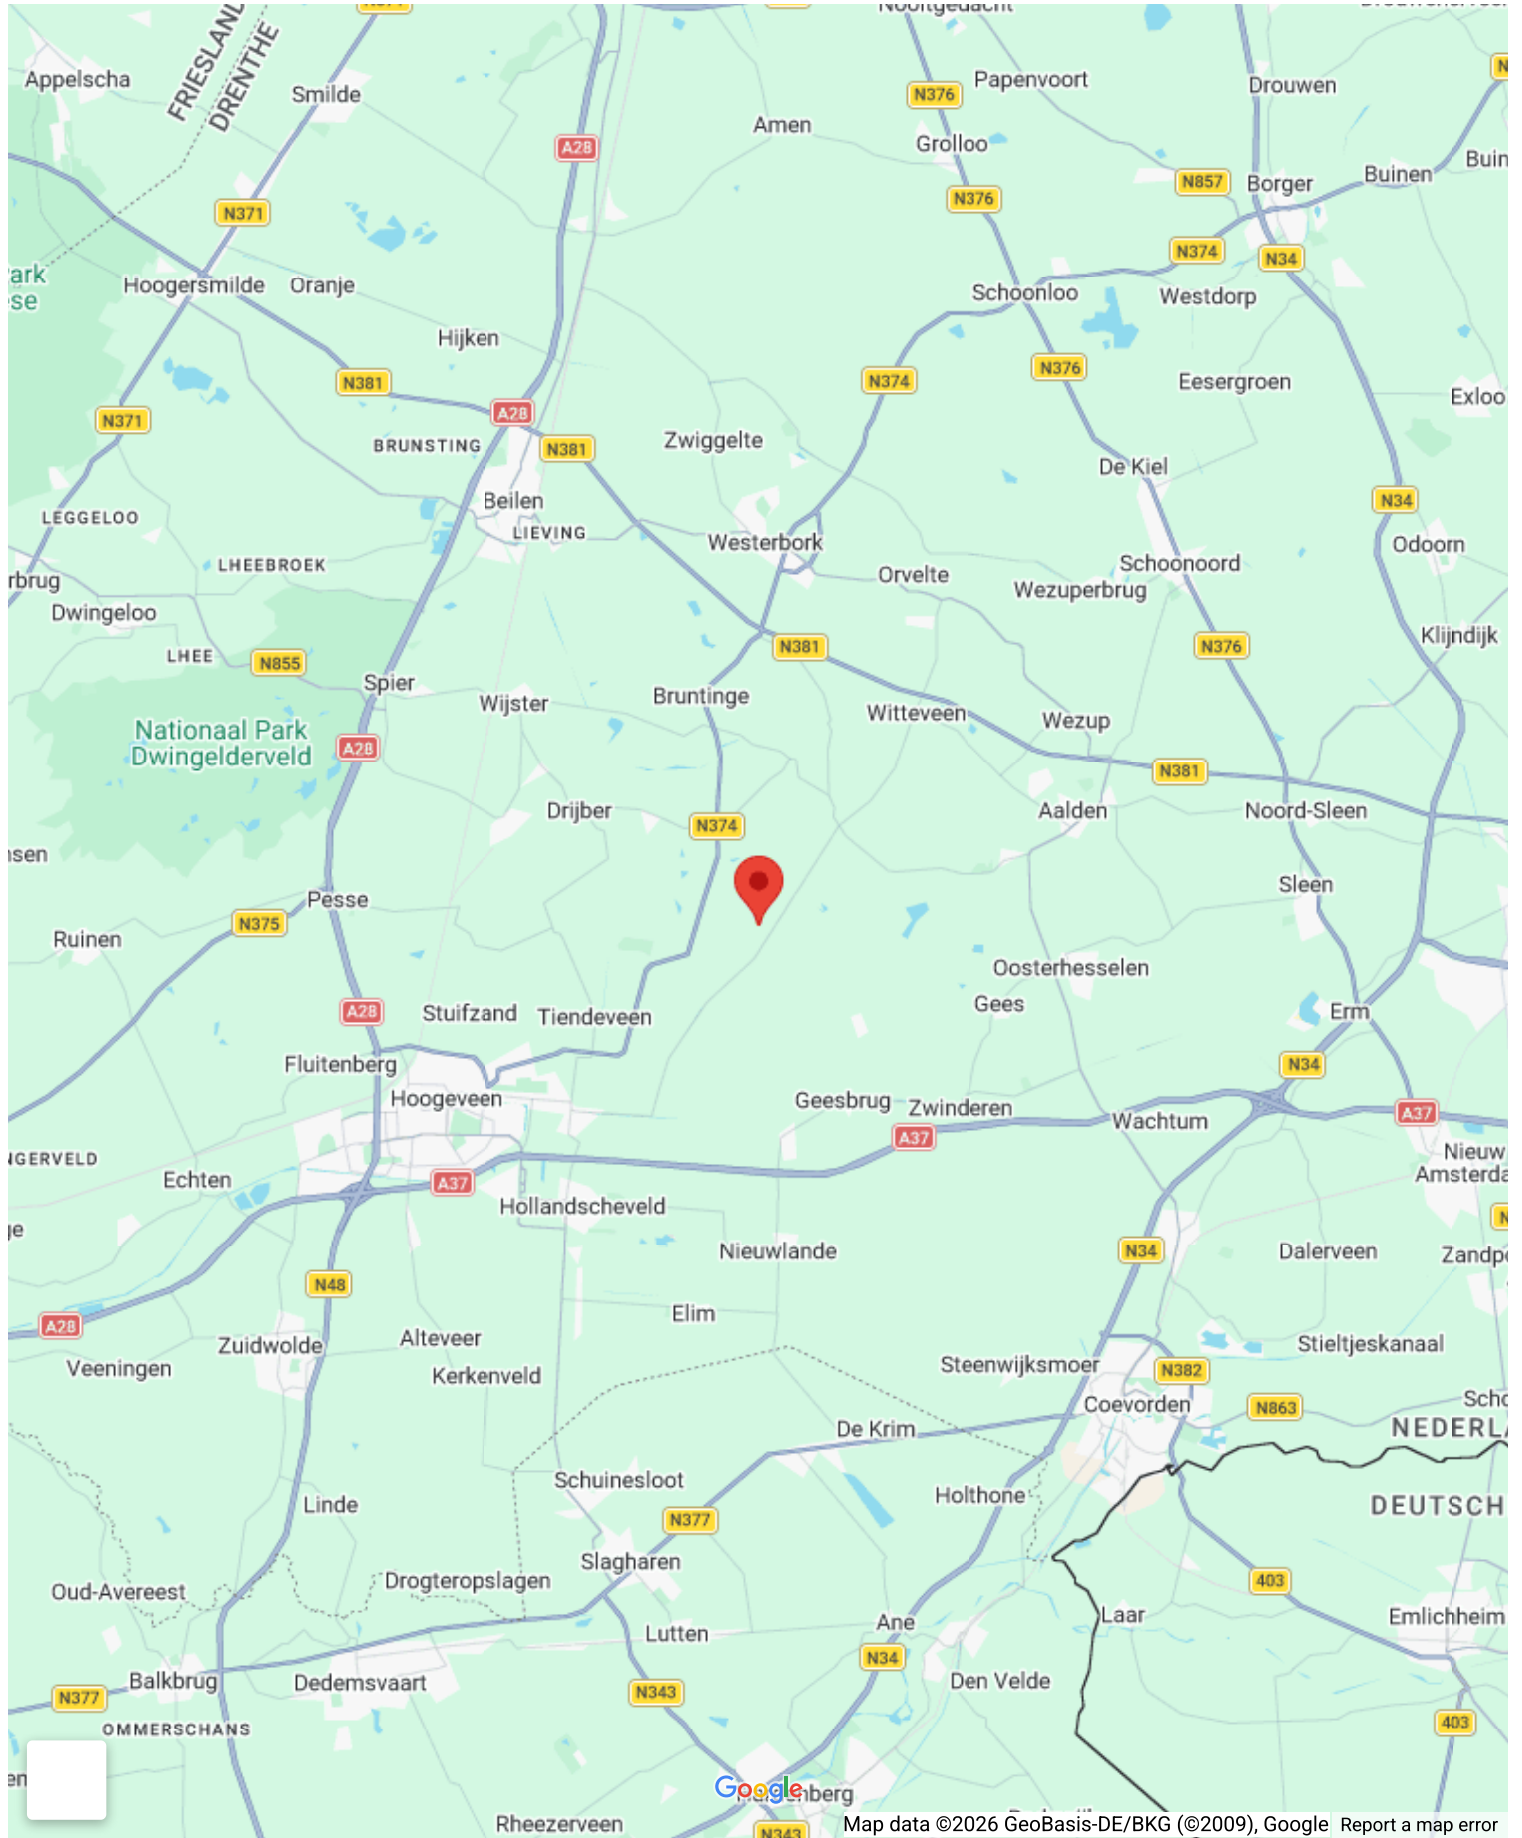 Nooitgedacht
Appelscha
FRIESLAND
DRENTHE
Smilde
Papenvoort
Drouwen
N376
Amen
A28
Grolloo
Buinen
N857
Borger
N376
N371
N374
N34
Hoogersmilde
Oranje
Schoonloo
Westdorp
Hijken
N381
N374
N376
Eesergroen
Exloo
N371
A28
BRUNSTING
N381
Zwiggelte
De Kiel
Beilen
N34
LEGGELOO
LIEVING
Westerbork
Odoorn
LHEEBROEK
Orvelte
Schoonoord
Wezuperbrug
Dwingeloo
Klijndijk
LHEE
N855
N381
N376
Spier
Wijster
Bruntinge
Witteveen
Wezup
Nationaal Park
Dwingelderveld
A28
N381
Drijber
N374
Aalden
Noord-Sleen
Pesse
Sleen
N375
Ruinen
Oosterhesselen
Gees
A28
Stuifzand
Tiendeveen
Erm
Fluitenberg
N34
Hoogeveen
Geesbrug
Zwinderen
Wachtum
A37
A37
Nieuw
Echten
A37
Hollandscheveld
Nieuwlande
N34
Dalerveen
N48
Elim
A28
Zuidwolde
Alteveer
Stieltjeskanaal
Veeningen
Kerkenveld
Steenwijksmoer
N382
Coevorden
N863
De Krim
Schuinesloot
Holthone
Linde
N377
Slagharen
Oud-Avereest
Drogteropslagen
403
Laar
Emlichheim
Ane
Lutten
N34
Balkbrug
Dedemsvaart
Den Velde
N377
N343
OMMERSCHANS
403
Google
Rheezerveen
N343
Map data ©2026 GeoBasis-DE/BKG (©2009), Google
Report a map error